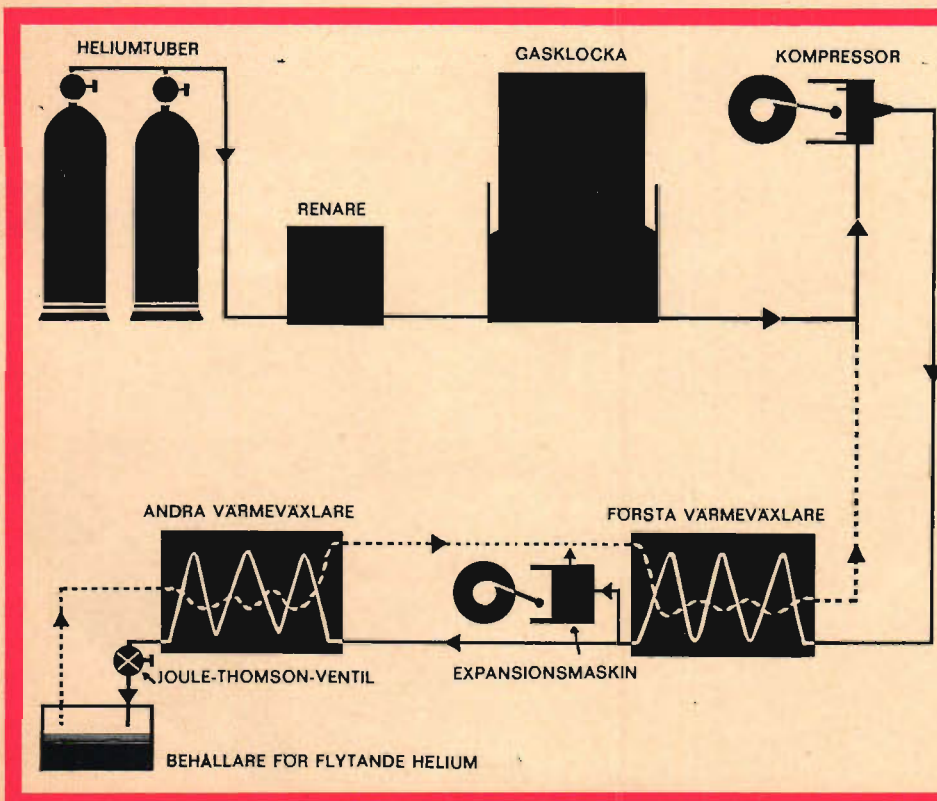 HELIUMTUBER
GASKLOCKA
KOMPRESSOR
RENARE
ANDRA VÄRMEVÄXLARE
FÖRSTA VÄRMEVÄXLARE
JOULE-THOMSON-VENTIL
EXPANSIONSMASKIN
BEHÅLLARE FÖR FLYTANDE HELIUM